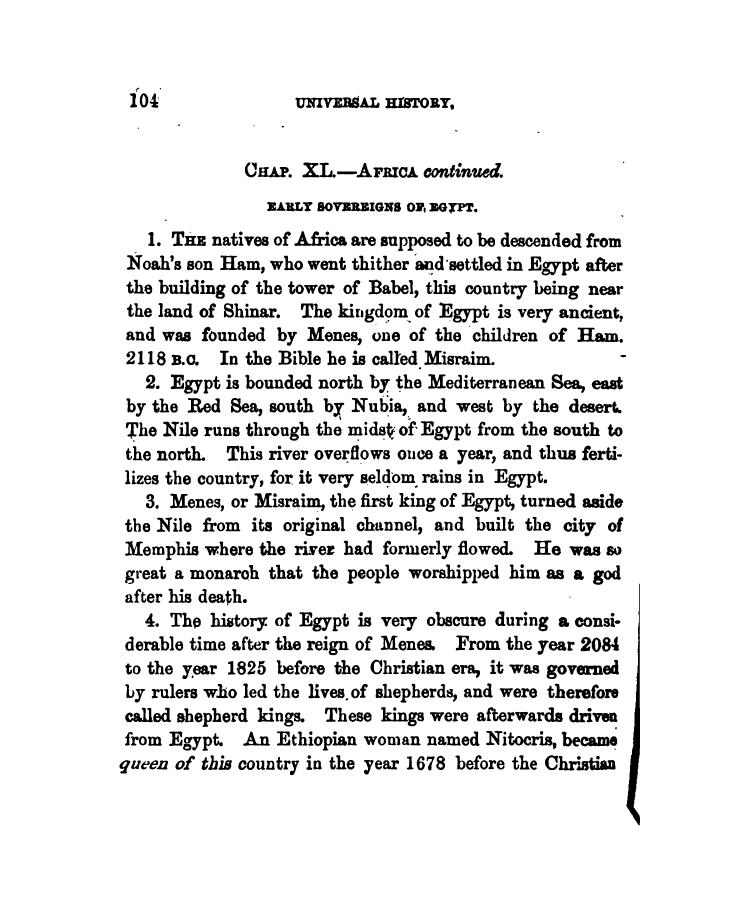 104 UNIVERSAL HISTORY.
CHAP. XL.—AFRICA continued.
EARLY SOVEREIGNS OF EGYPT.
1. THE natives of Africa are supposed to be descended from
Noah's son Ham, who went thither and settled in Egypt after
the building of the tower of Babel, this country being near
the land of Shinar. The kingdom of Egypt is very ancient,
and was founded by Menes, one of the children of Ham.
2118 B.C. In the Bible he is called Misraim.
2. Egypt is bounded north by the Mediterranean Sea, east
by the Red Sea, south by Nubia, and west by the desert.
The Nile runs through the midst of Egypt from the south to
the north. This river overflows once a year, and thus ferti-
lizes the country, for it very seldom rains in Egypt.
3. Menes, or Misraim, the first king of Egypt, turned aside
the Nile from its original channel, and built the city of
Memphis where the river had formerly flowed. He was so
great a monarch that the people worshipped him as a god
after his death.
4. The history of Egypt is very obscure during a consi-
derable time after the reign of Menes. From the year 2084
to the year 1825 before the Christian era, it was governed
by rulers who led the lives of shepherds, and were therefore
called shepherd kings. These kings were afterwards driven
from Egypt. An Ethiopian woman named Nitocris, became
queen of this country in the year 1678 before the Christian